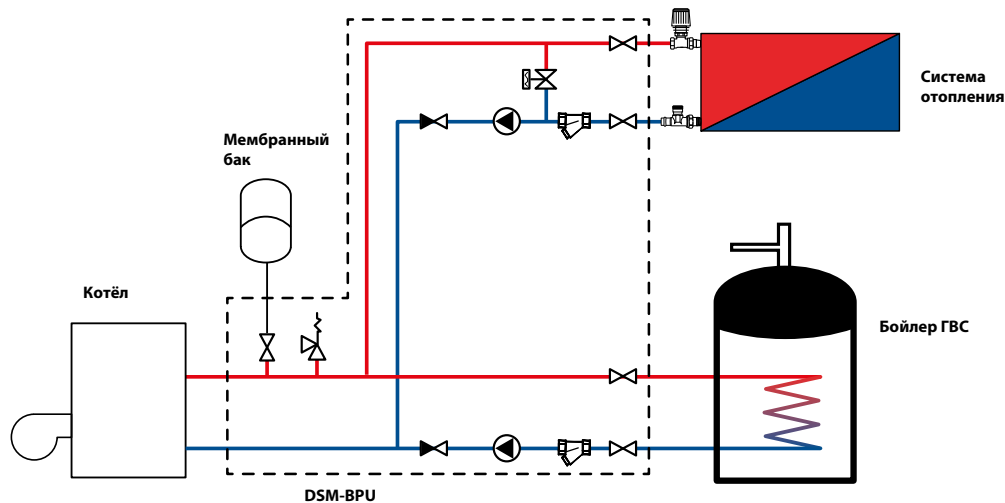 Система
отопления
Мембранный
бак
Котёл
Бойлер ГВС
DSM-BPU